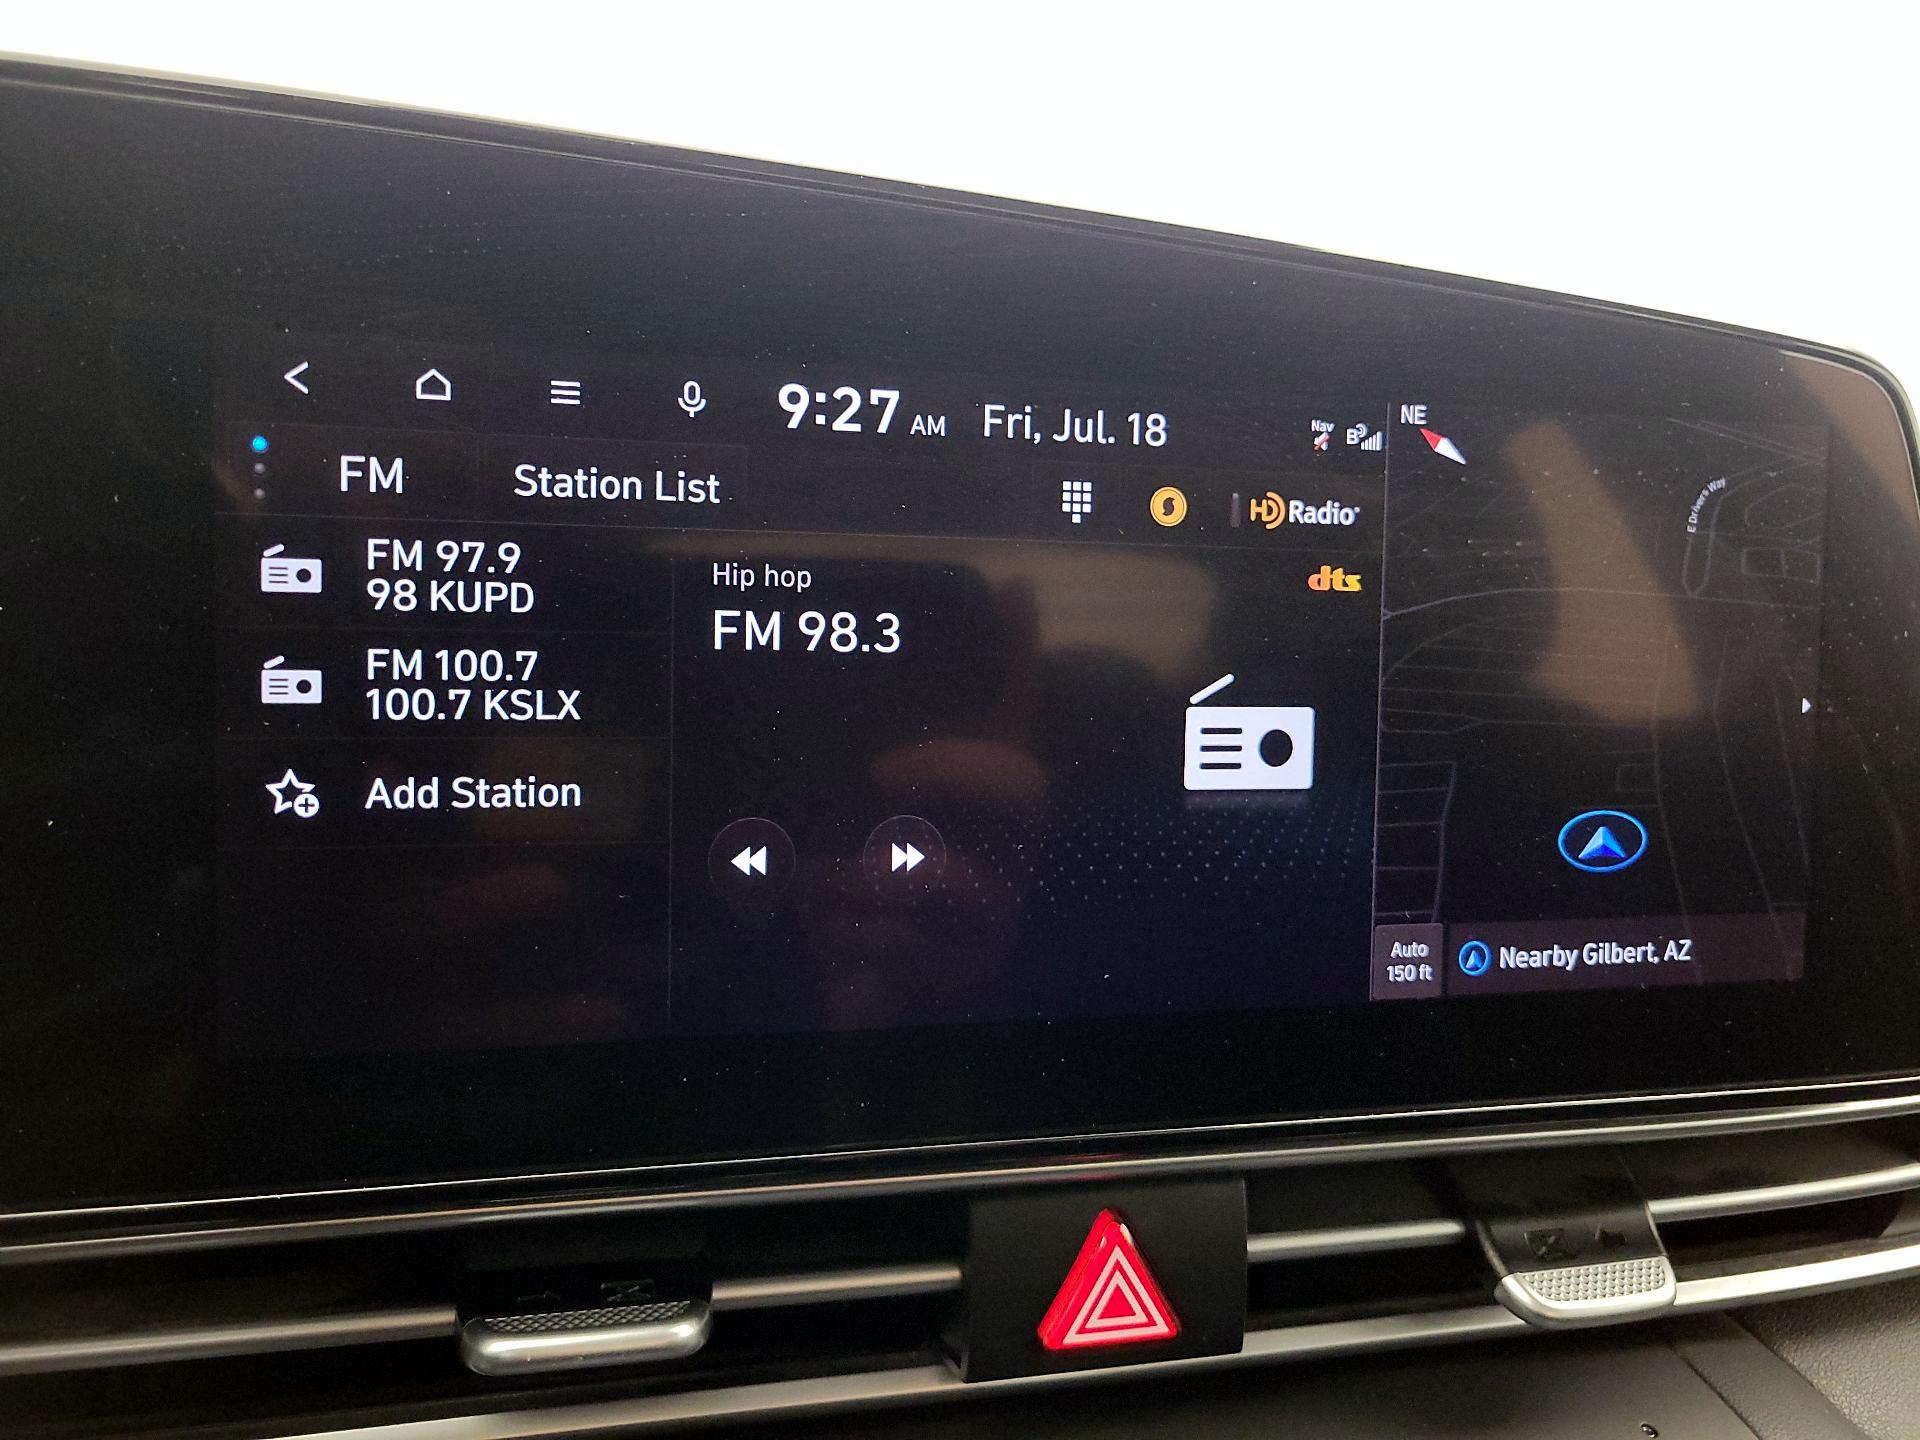 9:27 AM Fri, Jul. 18
Nav
B
NE
FM
Station List
HD Radio
E Drivers Way
FM 97.9
98 KUPD
Hip hop
dts
FM 98.3
FM 100.7
100.7 KSLX
Add Station
Auto
150 ft
Nearby Gilbert, AZ